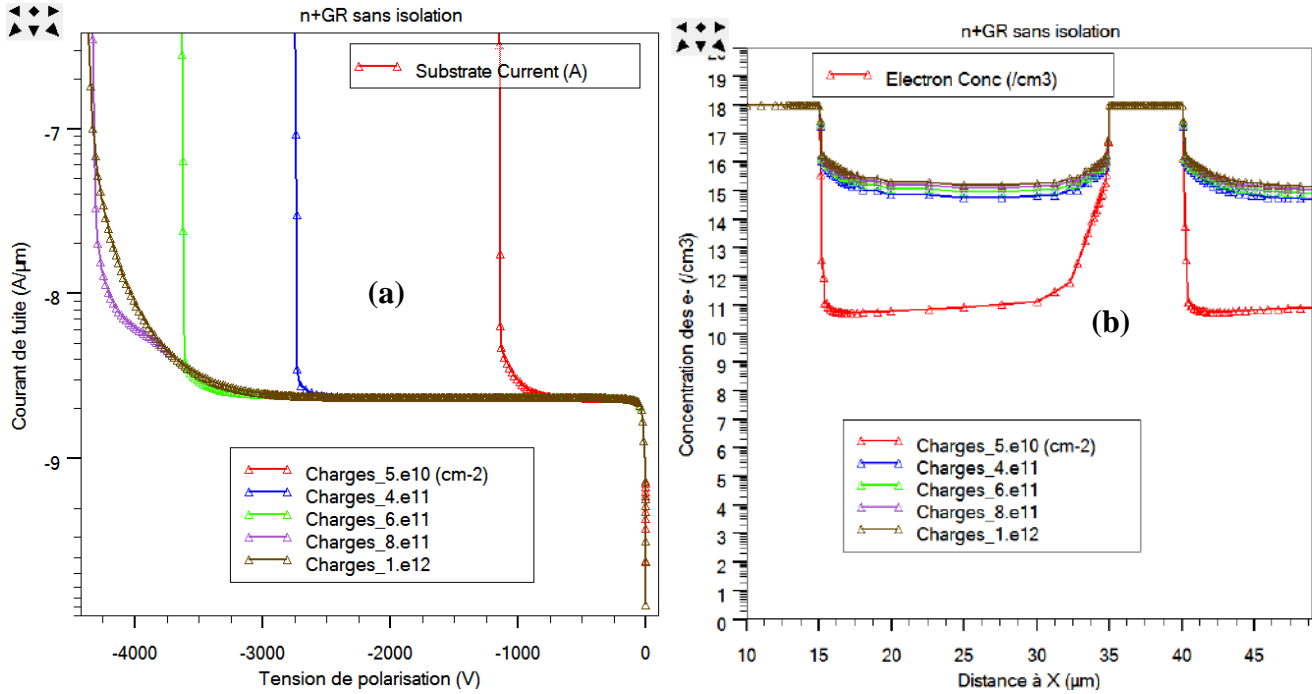 n+GR sans isolation
Substrate Current (A)
-7
-8
-9
Courant de fuite (A/µm)
(a)
Charges_5.e10 (cm-2)
Charges_4.e11
Charges_6.e11
Charges_8.e11
Charges_1.e12
-4000
-3000
-2000
-1000
0
Tension de polarisation (V)
n+GR sans isolation
Electron Conc (/cm3)
20
18
17
16
15
14
13
12
11
10
9
8
7
6
5
4
3
2
1
0
Concentration des e- (/cm3)
(b)
Charges_5.e10 (cm-2)
Charges_4.e11
Charges_6.e11
Charges_8.e11
Charges_1.e12
10
15
20
25
30
35
40
45
Distance à X (µm)